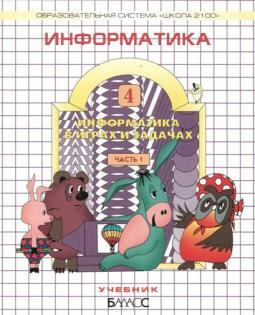 ОБРАЗОВАТЕЛЬНАЯ СИСТЕМА «ШКОЛА 2100»
ИНФОРМАТИКА
4
ИНФОРМАТИКА
В ИГРАХ И ЗАДАЧАХ
ЧАСТЬ 1
УЧЕБНИК
БАЛАСС